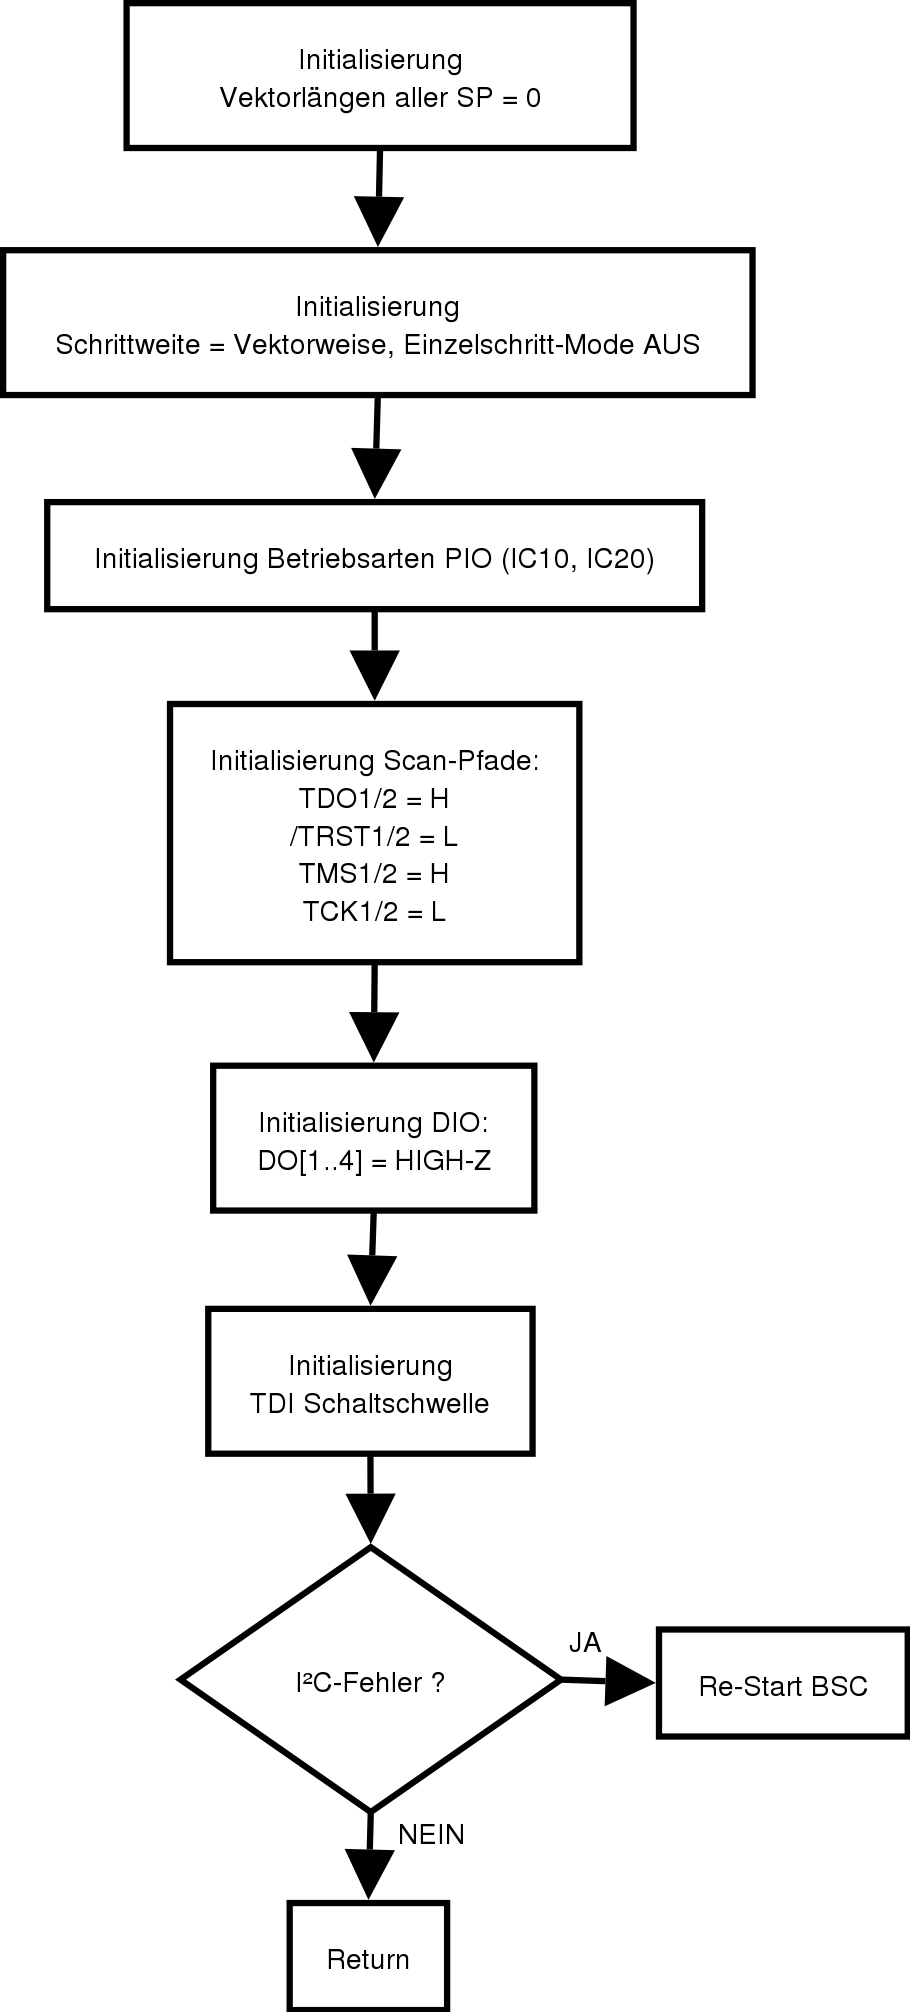 Initialisierung
Vektorlängen aller SP = 0
Initialisierung
Schrittweite = Vektorweise, Einzelschritt-Mode AUS
Initialisierung Betriebsarten PIO (IC10, IC20)
Initialisierung Scan-Pfade:
TDO1/2 = H
/TRST1/2 = L
TMS1/2 = H
TCK1/2 = L
Initialisierung DIO:
DO[1..4] = HIGH-Z
Initialisierung
TDI Schaltschwelle
I²C-Fehler ?
JA
Re-Start BSC
NEIN
Return